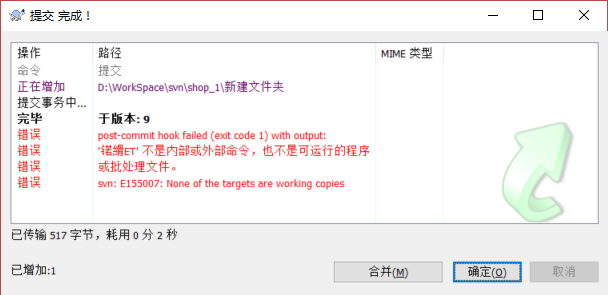 提交 完成！
操作 路径 MIME 类型
命令 提交
正在增加 D:\WorkSpace\svn\shop_1\新建文件夹
提交事务中...
完毕 于版本: 9
错误 post-commit hook failed (exit code 1) with output:
错误 '锘緼ET' 不是内部或外部命令，也不是可运行的程序
错误 或批处理文件。
错误 svn: E155007: None of the targets are working copies
已传输 517 字节，耗用 0 分 2 秒
已增加:1 合并(M) 确定(O) 取消